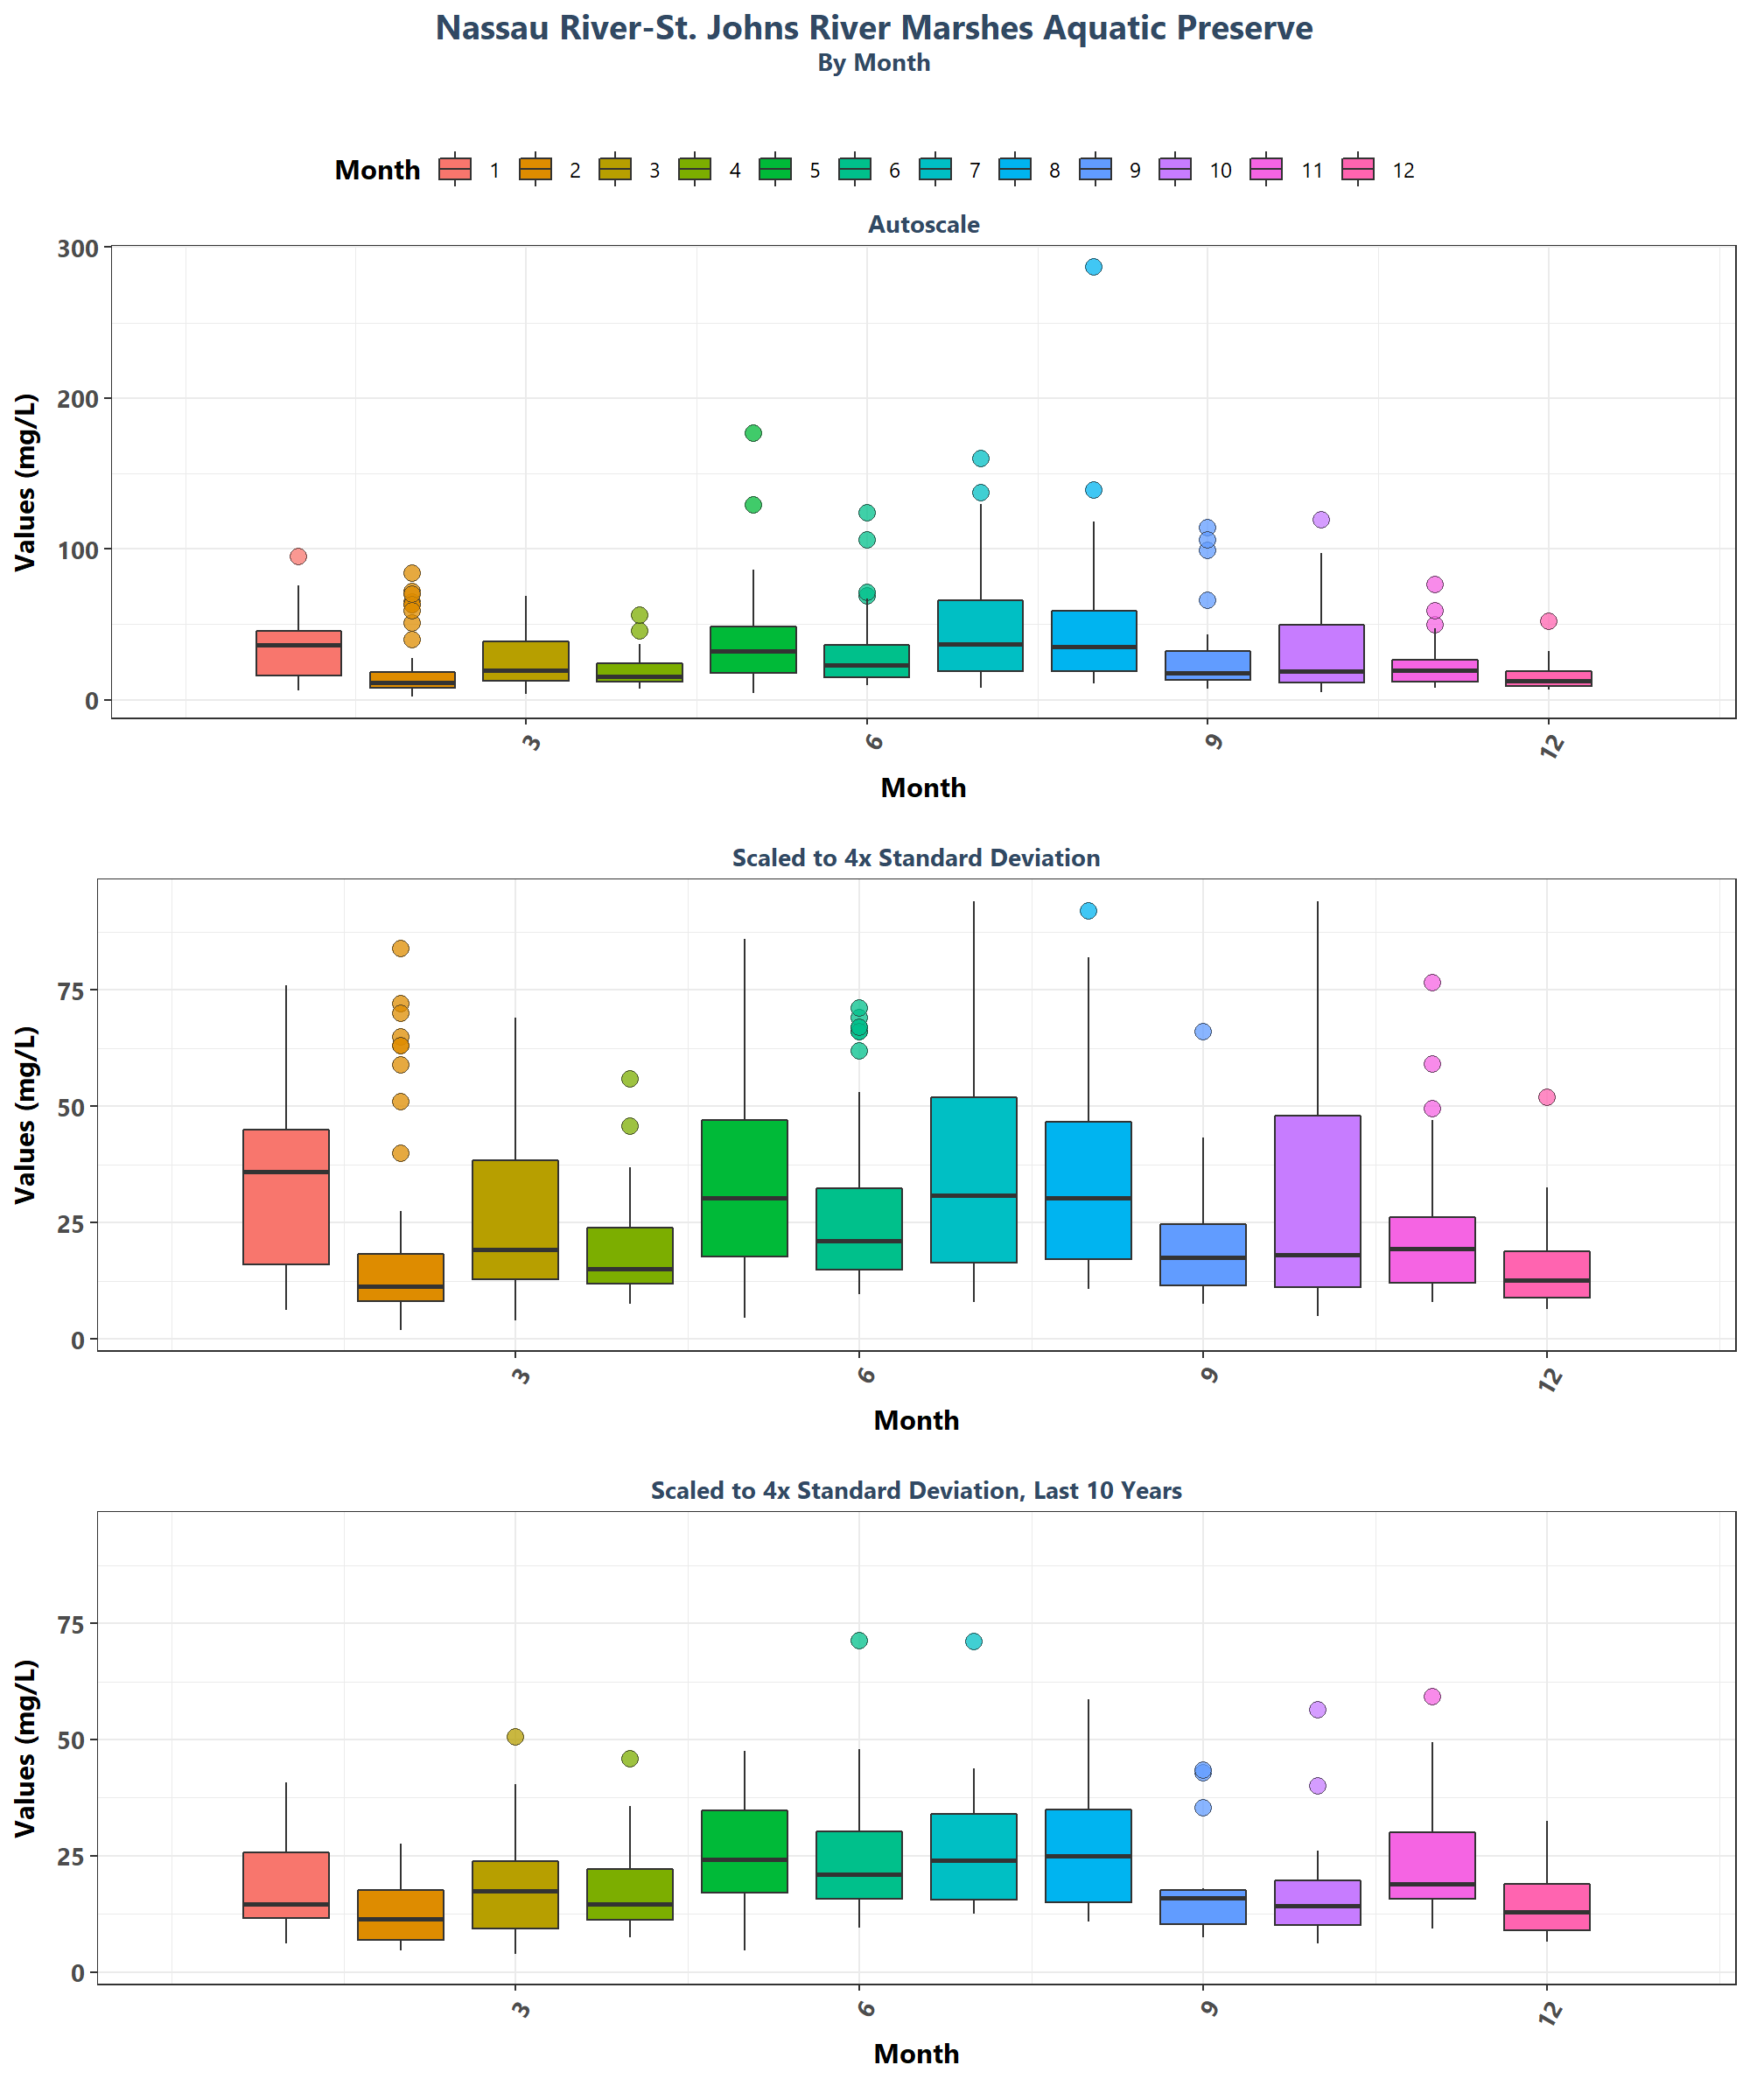 Nassau River-St. Johns River Marshes Aquatic Preserve
By Month
Month 1 2 3 4 5 6 7 8 9 10 11 12
Autoscale
Values (mg/L)
300
200
100
0
3 6 9 12
Month
Scaled to 4x Standard Deviation
Values (mg/L)
75
50
25
0
3 6 9 12
Month
Scaled to 4x Standard Deviation, Last 10 Years
Values (mg/L)
75
50
25
0
3 6 9 12
Month